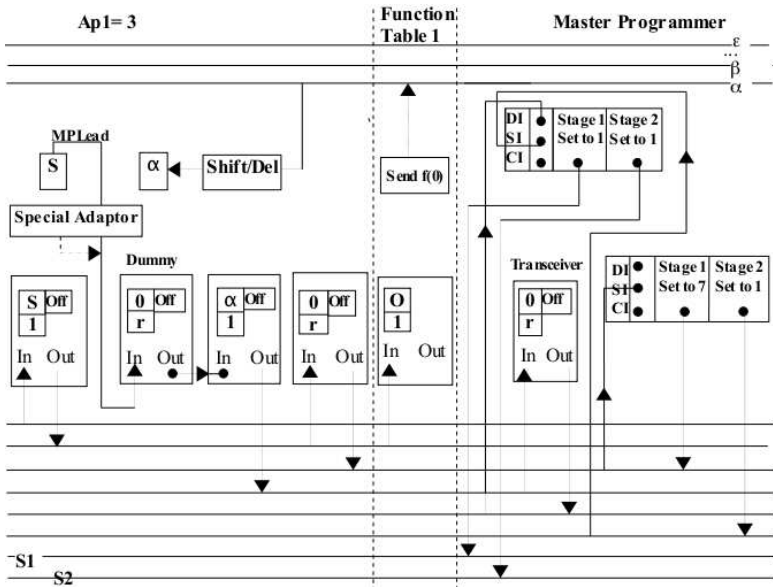 Ap1= 3
Function
Table 1
Master Programmer
ε
...
β
α
MPLead
S
α
Shift/Del
Send f(0)
DI
SI
CI
Stage 1
Set to 1
Stage 2
Set to 1
Special Adaptor
Dummy
Transceiver
S Off
1
In Out
0 Off
r
In Out
α Off
1
In Out
0 Off
r
In Out
O
1
In Out
0 Off
r
In Out
DI
SI
CI
Stage 1
Set to 7
Stage 2
Set to 1
S1
S2